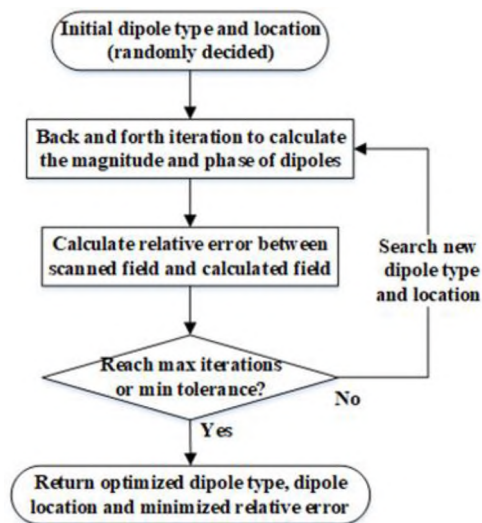 Initial dipole type and location
(randomly decided)
Back and forth iteration to calculate
the magnitude and phase of dipoles
Calculate relative error between
scanned field and calculated field
Search new
dipole type
and location
Reach max iterations
or min tolerance?
No
Yes
Return optimized dipole type, dipole
location and minimized relative error